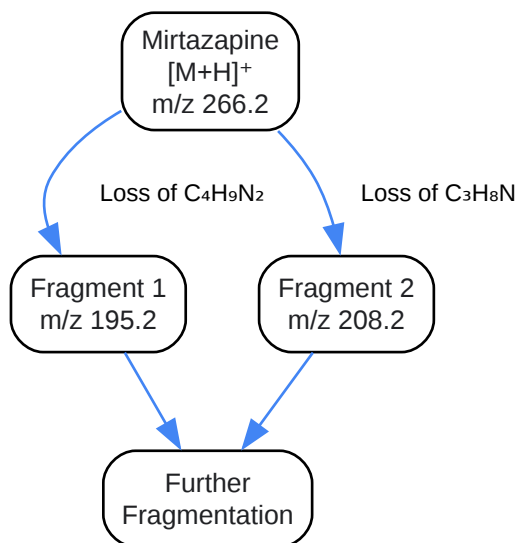 Mirtazapine
[M+H]⁺
m/z 266.2
Loss of C₄H₉N₂
Loss of C₃H₈N
Fragment 1
m/z 195.2
Fragment 2
m/z 208.2
Further
Fragmentation